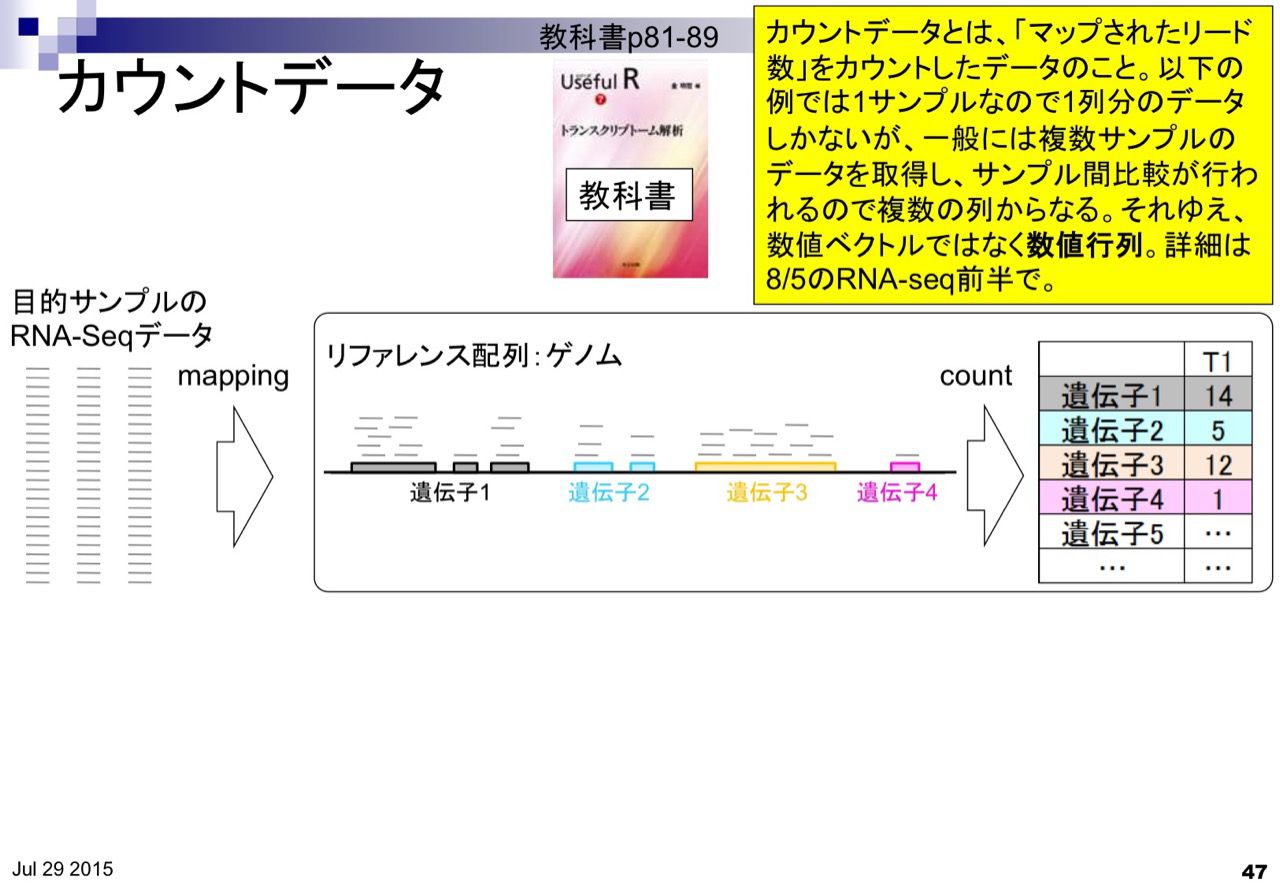 教科書p81-89
カウントデータ
Useful R
7
トランスクリプトーム解析
教科書
カウントデータとは、「マップされたリード
数」をカウントしたデータのこと。以下の
例では1サンプルなので1列分のデータ
しかないが、一般には複数サンプルの
データを取得し、サンプル間比較が行わ
れるので複数の列からなる。それゆえ、
数値ベクトルではなく数値行列。詳細は
8/5のRNA-seq前半で。
目的サンプルの
RNA-Seqデータ
mapping
リファレンス配列:ゲノム
遺伝子1 遺伝子2 遺伝子3 遺伝子4
count
T1
遺伝子1 14
遺伝子2 5
遺伝子3 12
遺伝子4 1
遺伝子5 …
… …
Jul 29 2015
47